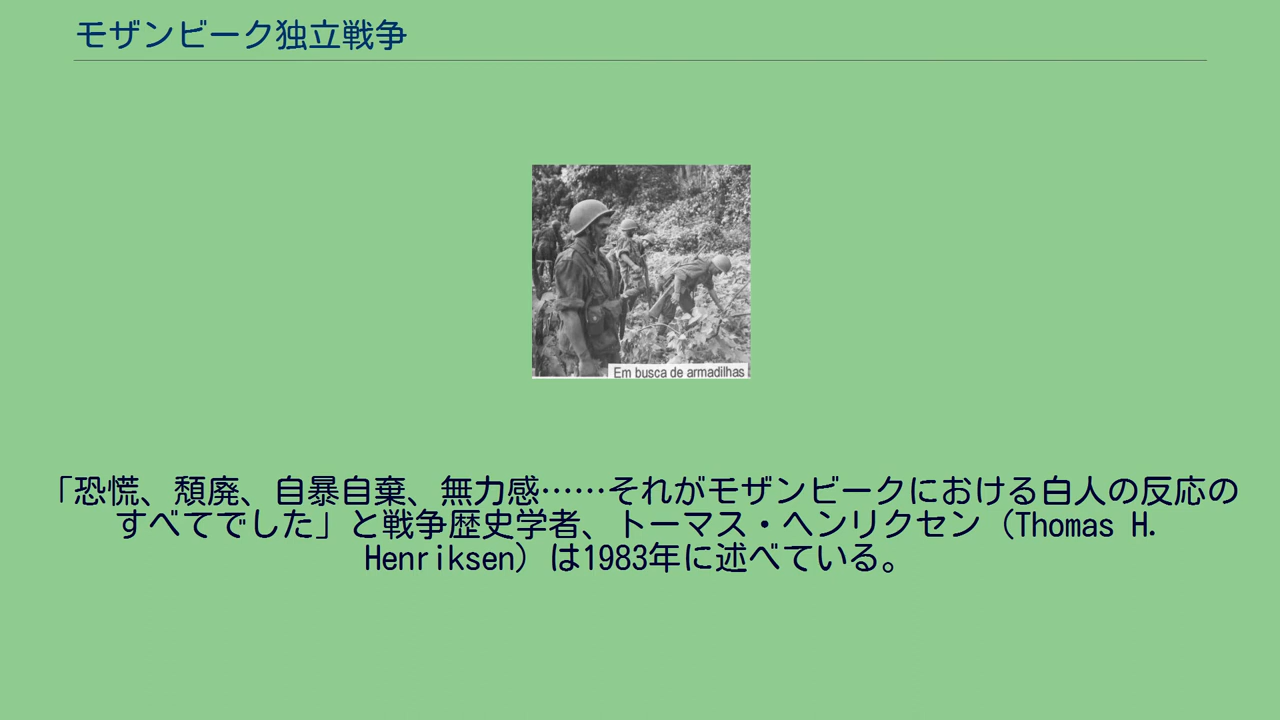 モザンビーク独立戦争
Em busca de armadilhas
「恐慌、頽廃、自暴自棄、無力感……それがモザンビークにおける白人の反応の
すべてでした」と戦争歴史学者、トーマス・ヘンリクセン（Thomas H.
Henriksen）は1983年に述べている。